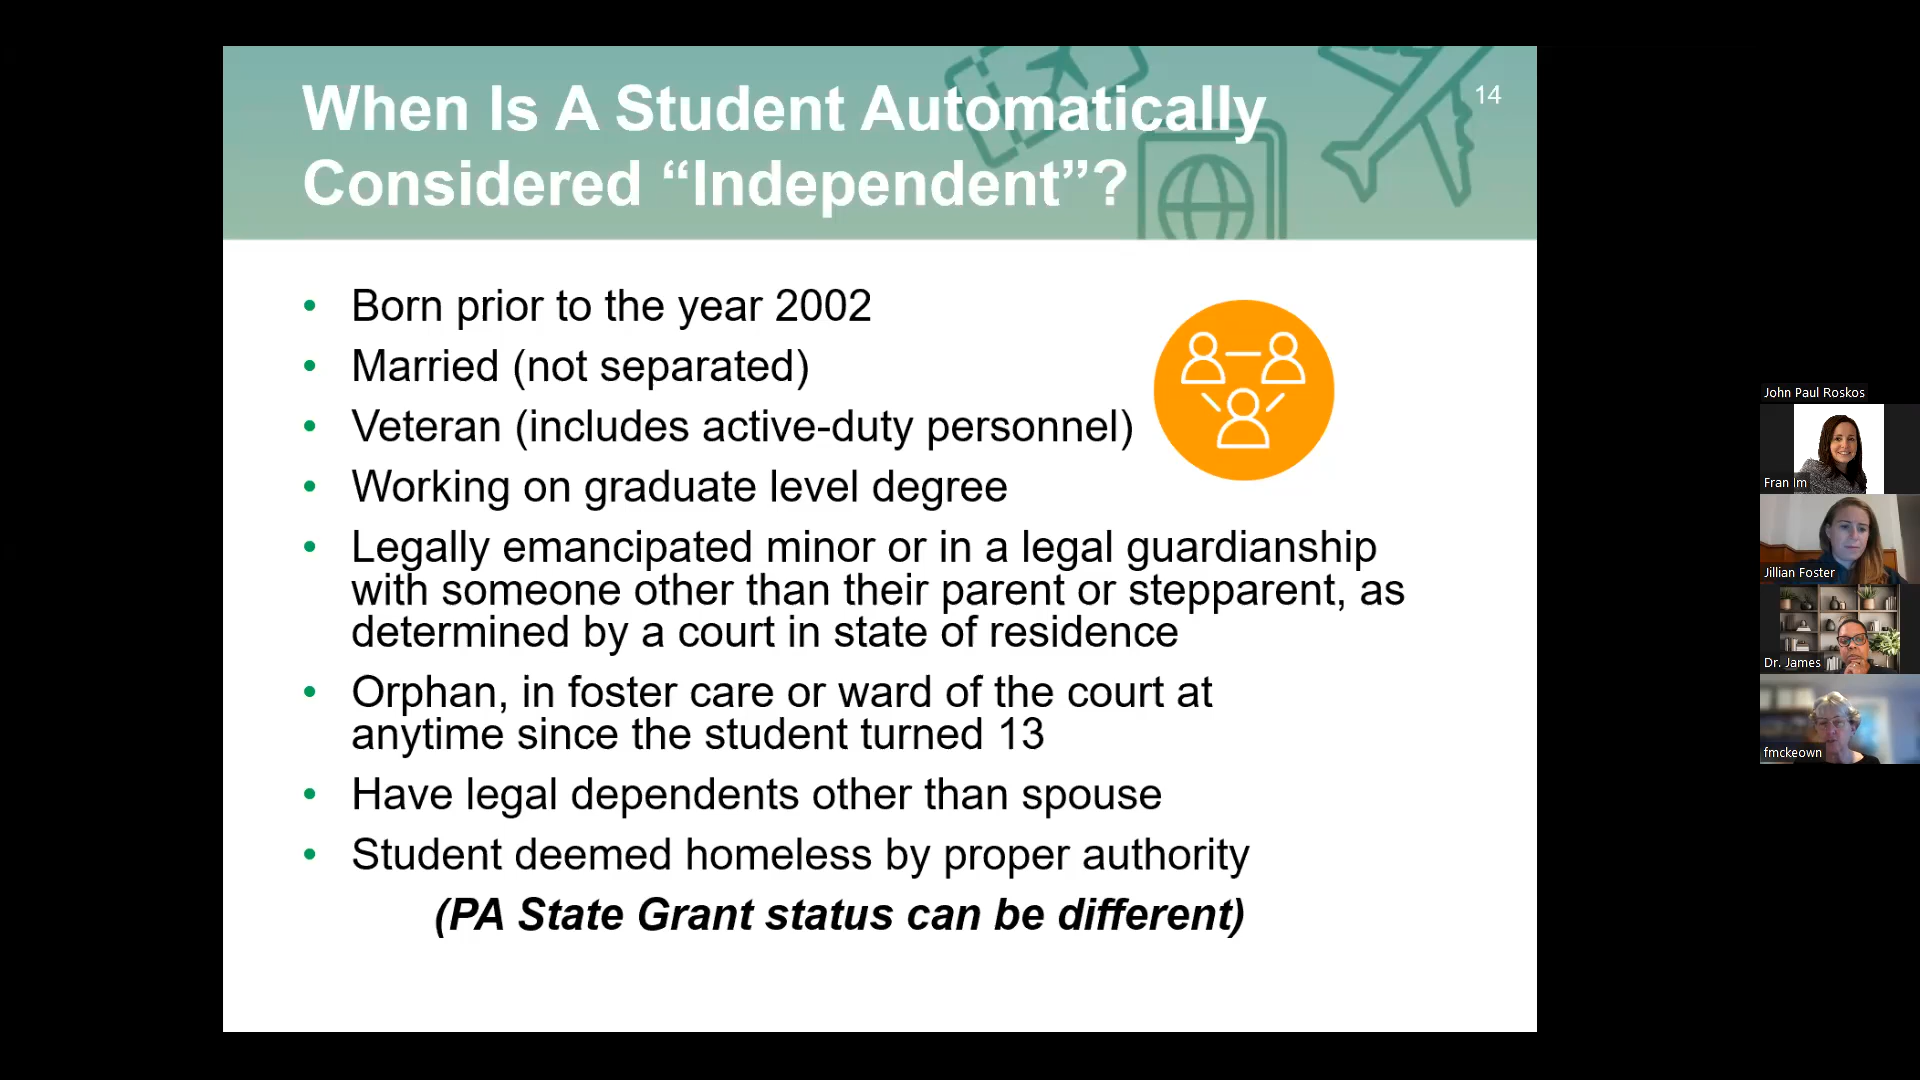 When Is A Student Automatically
Considered “Independent”?
14
• Born prior to the year 2002
• Married (not separated)
• Veteran (includes active-duty personnel)
• Working on graduate level degree
• Legally emancipated minor or in a legal guardianship
with someone other than their parent or stepparent, as
determined by a court in state of residence
• Orphan, in foster care or ward of the court at
anytime since the student turned 13
• Have legal dependents other than spouse
• Student deemed homeless by proper authority
(PA State Grant status can be different)
John Paul Roskos
Fran Im
Jillian Foster
Dr. James
fmckeown